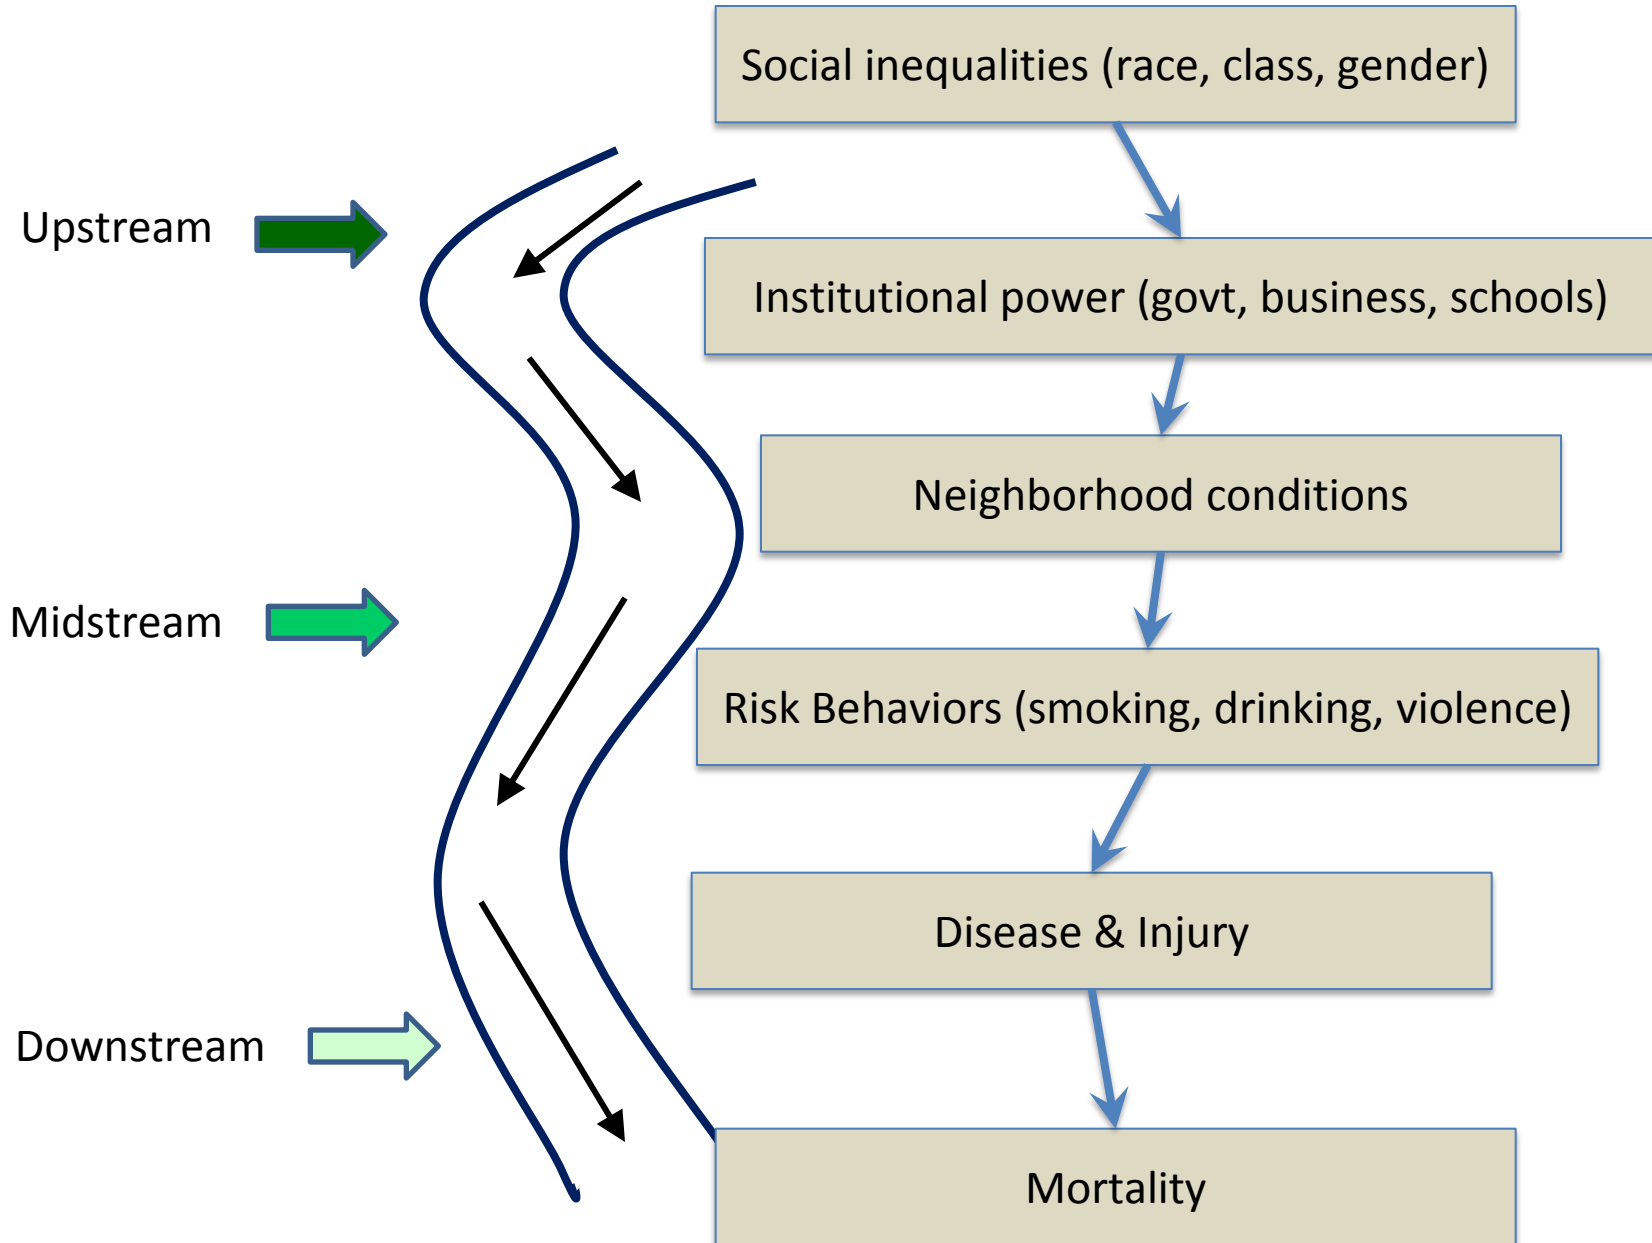 Social inequalities (race, class, gender)
Upstream
Institutional power (govt, business, schools)
Neighborhood conditions
Midstream
Risk Behaviors (smoking, drinking, violence)
Disease & Injury
Downstream
Mortality